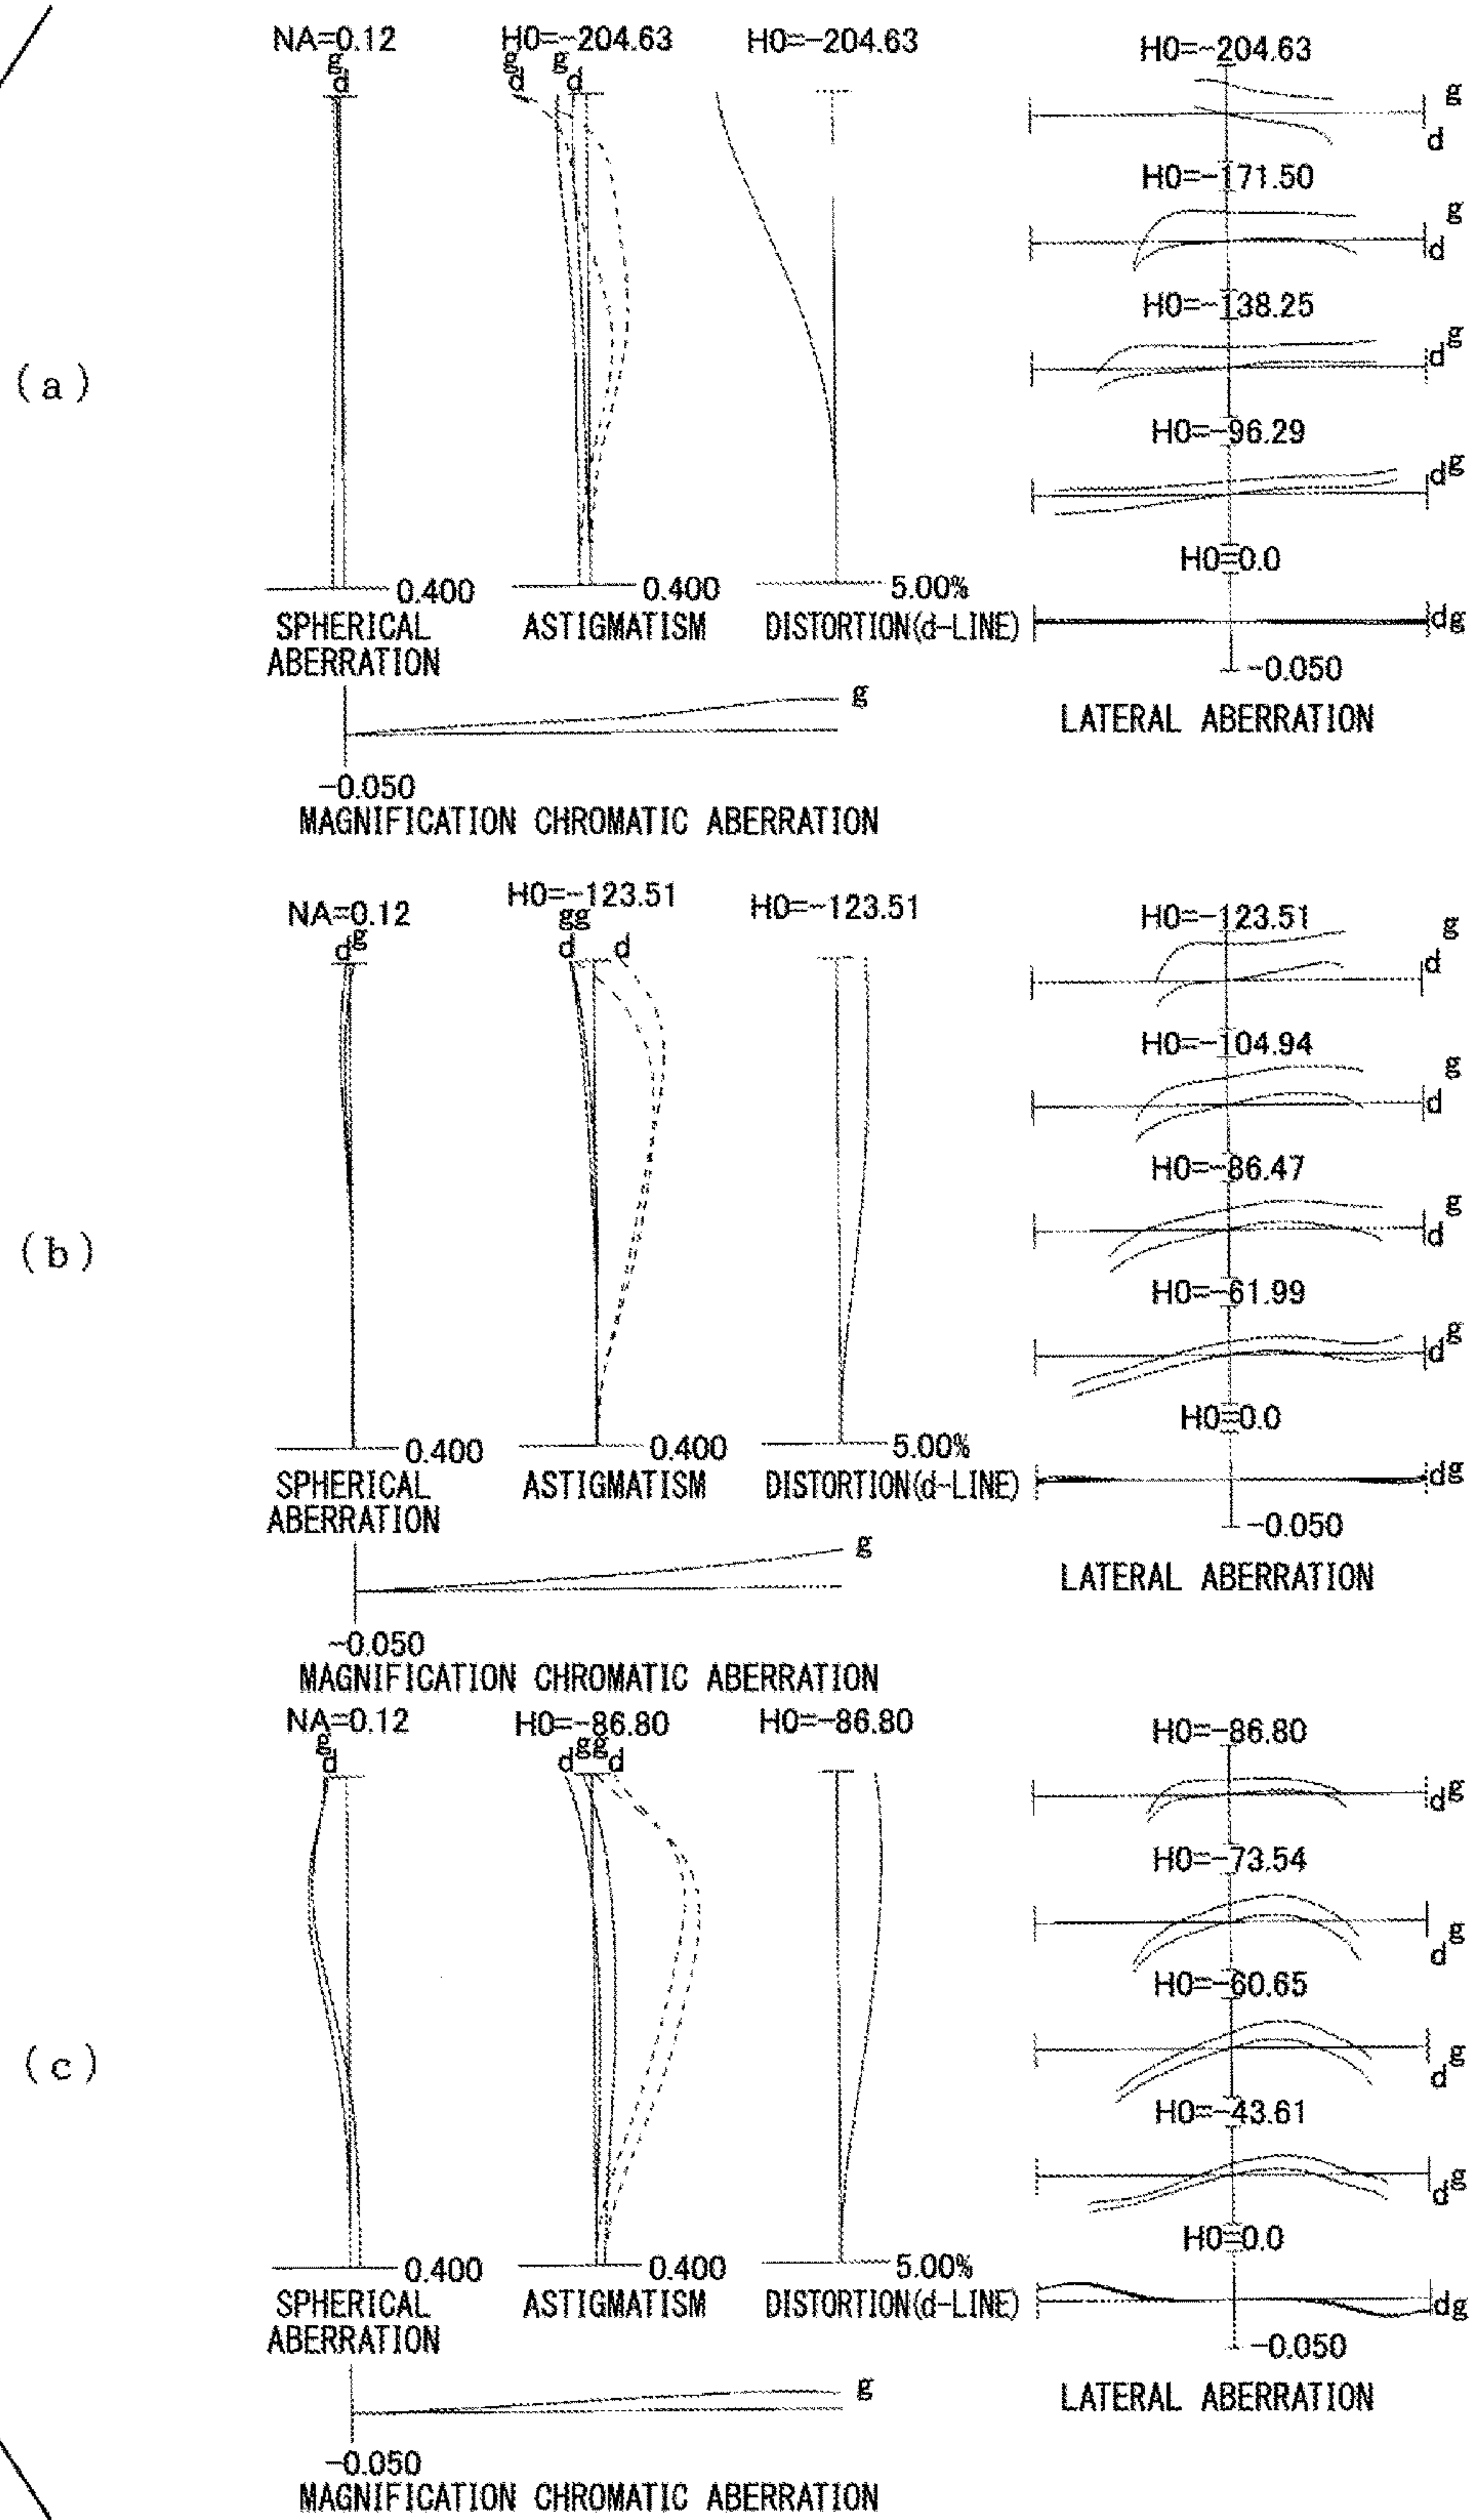 (a)
NA=0.12
g
d
0.400
SPHERICAL
ABERRATION
H0=-204.63
g g
d d
0.400
ASTIGMATISM
H0=-204.63
5.00%
DISTORTION(d-LINE)
H0=-204.63
g
d
H0=-171.50
g
d
H0=-138.25
g
d
H0=-96.29
dg
H0=0.0
dg
-0.050
LATERAL ABERRATION
g
-0.050
MAGNIFICATION CHROMATIC ABERRATION
(b)
NA=0.12
dg
0.400
SPHERICAL
ABERRATION
H0=-123.51
gg
d d
0.400
ASTIGMATISM
H0=-123.51
5.00%
DISTORTION(d-LINE)
H0=-123.51
g
d
H0=-104.94
g
d
H0=-86.47
g
d
H0=-61.99
dg
H0=0.0
dg
-0.050
LATERAL ABERRATION
g
-0.050
MAGNIFICATION CHROMATIC ABERRATION
(c)
NA=0.12
g
d
0.400
SPHERICAL
ABERRATION
H0=-86.80
dggd
0.400
ASTIGMATISM
H0=-86.80
5.00%
DISTORTION(d-LINE)
H0=-86.80
dg
H0=-73.54
g
d
H0=-60.65
g
d
H0=-43.61
g
d
H0=0.0
dg
-0.050
LATERAL ABERRATION
g
-0.050
MAGNIFICATION CHROMATIC ABERRATION